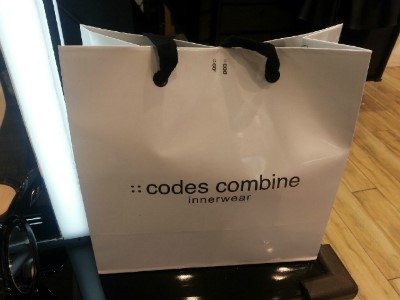 :: codes combine
innerwear